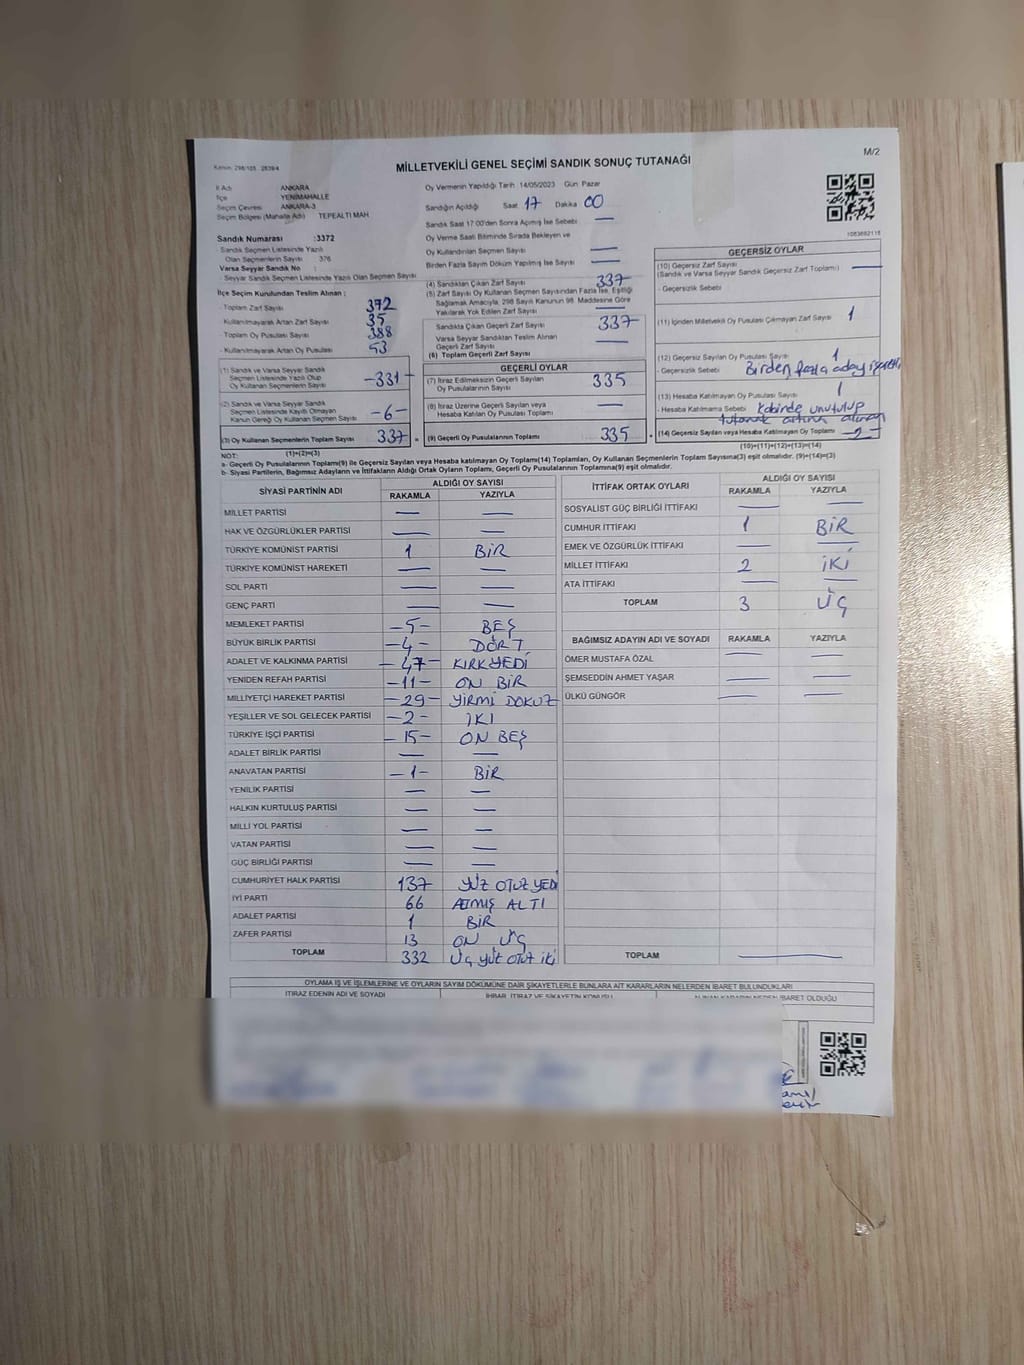 M/2
MİLLETVEKİLİ GENEL SEÇİMİ SANDIK SONUÇ TUTANAĞI
İl Adı ANKARA
İlçe YENİMAHALLE
Seçim Çevresi ANKARA-3
Seçim Bölgesi (Mahalle Adı) TEPEALTI MAH
Oy Vermenin Yapıldığı Tarih 14/05/2023 Gün Pazar
Sandığın Açıldığı Saat 17 Dakika 00
Sandık Saat 17:00'den Sonra Açılmış İse Sebebi —
Oy Verme Saati Bitiminde Sırada Bekleyen ve
Oy Kullandırılan Seçmen Sayısı —
Birden Fazla Sayım Döküm Yapılmış İse Sayısı —
1083682118
Sandık Numarası : 3372
- Sandık Seçmen Listesinde Yazılı
Olan Seçmenlerin Sayısı 376
Varsa Seyyar Sandık No :
- Seyyar Sandık Seçmen Listesinde Yazılı Olan Seçmen Sayısı
İlçe Seçim Kurulundan Teslim Alınan :
- Toplam Zarf Sayısı 372
- Kullanılmayarak Artan Zarf Sayısı 35
- Toplam Oy Pusulası Sayısı 388
- Kullanılmayarak Artan Oy Pusulası 53
(1) Sandık ve Varsa Seyyar Sandık
Seçmen Listesinde Yazılı Olup
Oy Kullanan Seçmenlerin Sayısı -331-
(2) Sandık ve Varsa Seyyar Sandık
Seçmen Listesinde Kayıtlı Olmayan
Kanun Gereği Oy Kullanan Seçmen Sayısı -6-
(3) Oy Kullanan Seçmenlerin Toplam Sayısı 337
(1)+(2)=(3)
(4) Sandıktan Çıkan Zarf Sayısı 337
(5) Zarf Sayısı Oy Kullanan Seçmen Sayısından Fazla İse, Eşitliği
Sağlamak Amacıyla, 298 Sayılı Kanunun 98. Maddesine Göre
Yakılarak Yok Edilen Zarf Sayısı —
Sandıkta Çıkan Geçerli Zarf Sayısı 337
Varsa Seyyar Sandıktan Teslim Alınan
Geçerli Zarf Sayısı —
(6) Toplam Geçerli Zarf Sayısı
GEÇERLİ OYLAR
(7) İtiraz Edilmeksizin Geçerli Sayılan
Oy Pusulalarının Sayısı 335
(8) İtiraz Üzerine Geçerli Sayılan veya
Hesaba Katılan Oy Pusulası Toplamı —
= (9) Geçerli Oy Pusulalarının Toplamı 335
GEÇERSİZ OYLAR
(10) Geçersiz Zarf Sayısı
(Sandık ve Varsa Seyyar Sandık Geçersiz Zarf Toplamı) —
- Geçersizlik Sebebi
(11) İçinden Milletvekili Oy Pusulası Çıkmayan Zarf Sayısı 1
(12) Geçersiz Sayılan Oy Pusulası Sayısı 1
- Geçersizlik Sebebi Birden fazla aday
(13) Hesaba Katılmayan Oy Pusulası Sayısı 1
- Hesaba Katılmama Sebebi Kabinde unutulup
tutanak
+ (14) Geçersiz Sayılan veya Hesaba Katılmayan Oy Toplamı -2-
(10)+(11)+(12)+(13)=(14)
NOT:
a- Geçerli Oy Pusulalarının Toplamı(9) ile Geçersiz Sayılan veya Hesaba katılmayan Oy Toplamı(14) Toplamları, Oy Kullanan Seçmenlerin Toplam Sayısına(3) eşit olmalıdır. (9)+(14)=(3)
b- Siyasi Partilerin, Bağımsız Adayların ve İttifakların Aldığı Ortak Oyların Toplamı, Geçerli Oy Pusulalarının Toplamına(9) eşit olmalıdır.
SİYASİ PARTİNİN ADI ALDIĞI OY SAYISI
RAKAMLA YAZIYLA
MİLLET PARTİSİ — —
HAK VE ÖZGÜRLÜKLER PARTİSİ — —
TÜRKİYE KOMÜNİST PARTİSİ 1 BİR
TÜRKİYE KOMÜNİST HAREKETİ — —
SOL PARTİ — —
GENÇ PARTİ — —
MEMLEKET PARTİSİ -5- BEŞ
BÜYÜK BİRLİK PARTİSİ -4- DÖRT
ADALET VE KALKINMA PARTİSİ -47- KIRKYEDİ
YENİDEN REFAH PARTİSİ -11- ON BİR
MİLLİYETÇİ HAREKET PARTİSİ -29- YİRMİ DOKUZ
YEŞİLLER VE SOL GELECEK PARTİSİ -2- İKİ
TÜRKİYE İŞÇİ PARTİSİ -15- ON BEŞ
ADALET BİRLİK PARTİSİ — —
ANAVATAN PARTİSİ -1- BİR
YENİLİK PARTİSİ — —
HALKIN KURTULUŞ PARTİSİ — —
MİLLİ YOL PARTİSİ — —
VATAN PARTİSİ — —
GÜÇ BİRLİĞİ PARTİSİ — —
CUMHURİYET HALK PARTİSİ 137 YÜZ OTUZ YEDİ
İYİ PARTİ 66 ATMIŞ ALTI
ADALET PARTİSİ 1 BİR
ZAFER PARTİSİ 13 ON ÜÇ
TOPLAM 332 ÜÇ YÜZ OTUZ İKİ
İTTİFAK ORTAK OYLARI ALDIĞI OY SAYISI
RAKAMLA YAZIYLA
SOSYALİST GÜÇ BİRLİĞİ İTTİFAKI — —
CUMHUR İTTİFAKI 1 BİR
EMEK VE ÖZGÜRLÜK İTTİFAKI — —
MİLLET İTTİFAKI 2 İKİ
ATA İTTİFAKI — —
TOPLAM 3 ÜÇ
BAĞIMSIZ ADAYIN ADI VE SOYADI RAKAMLA YAZIYLA
ÖMER MUSTAFA ÖZAL — —
ŞEMSEDDİN AHMET YAŞAR — —
ÜLKÜ GÜNGÖR — —
TOPLAM —
OYLAMA İŞ VE İŞLEMLERİNE VE OYLARIN SAYIM DÖKÜMÜNE DAİR ŞİKAYETLERLE BUNLARA AİT KARARLARIN NELERDEN İBARET BULUNDUKLARI
İTİRAZ EDENİN ADI VE SOYADI İHBAR, İTİRAZ VE ŞİKAYETİN KONUSU ALINAN KARARIN NEDEN İBARET OLDUĞU